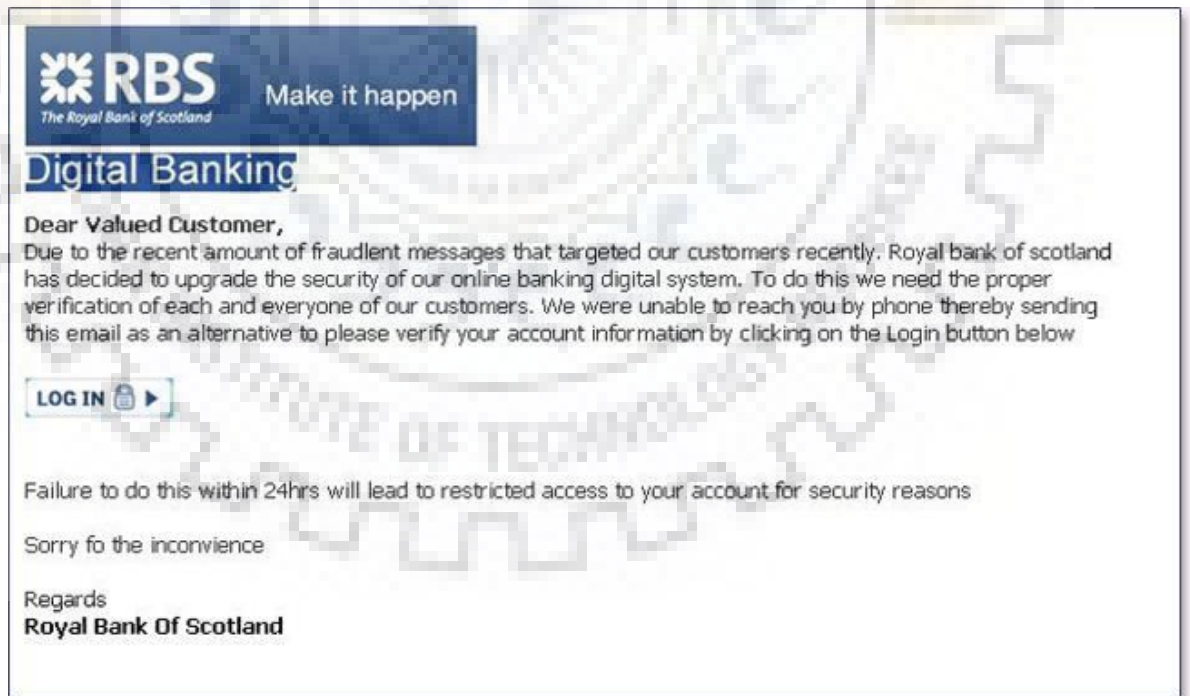 RBS
The Royal Bank of Scotland
Make it happen
Digital Banking
Dear Valued Customer,
Due to the recent amount of fraudlent messages that targeted our customers recently. Royal bank of scotland
has decided to upgrade the security of our online banking digital system. To do this we need the proper
verification of each and everyone of our customers. We were unable to reach you by phone thereby sending
this email as an alternative to please verify your account information by clicking on the Login button below
LOG IN
Failure to do this within 24hrs will lead to restricted access to your account for security reasons
Sorry fo the inconvience
Regards
Royal Bank Of Scotland